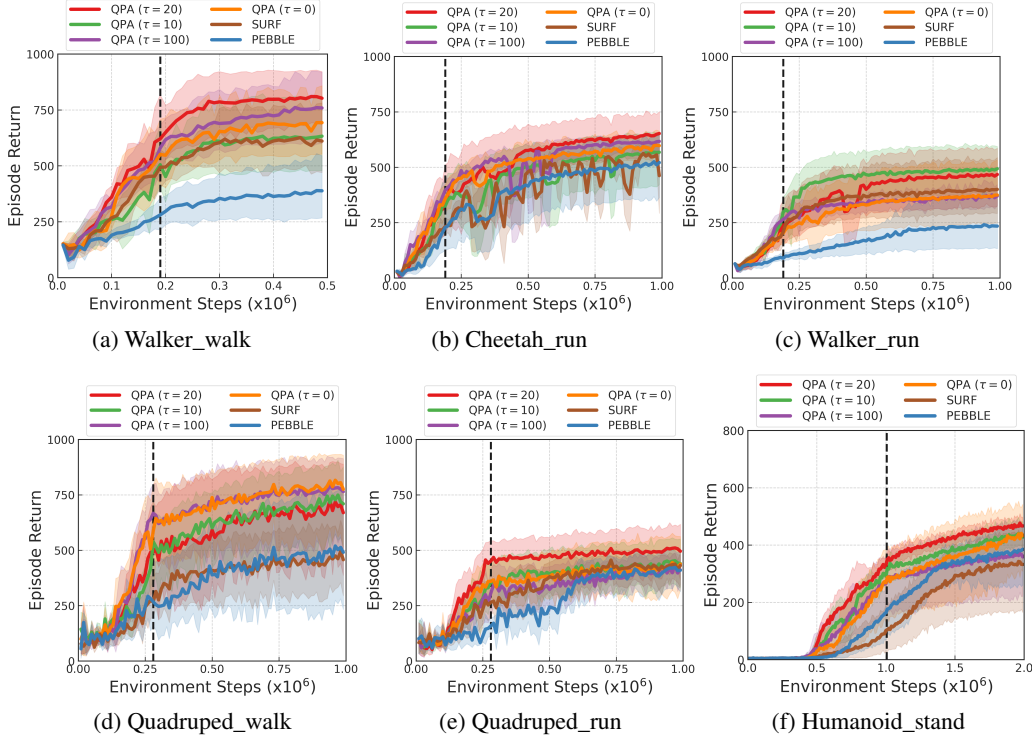 QPA (τ = 20) QPA (τ = 0)
QPA (τ = 10) SURF
QPA (τ = 100) PEBBLE
1000
750
500
250
0
Episode Return
0.0 0.1 0.2 0.3 0.4 0.5
Environment Steps (x10⁶)
(a) Walker_walk
QPA (τ = 20) QPA (τ = 0)
QPA (τ = 10) SURF
QPA (τ = 100) PEBBLE
1000
750
500
250
0
Episode Return
0.00 0.25 0.50 0.75 1.00
Environment Steps (x10⁶)
(b) Cheetah_run
QPA (τ = 20) QPA (τ = 0)
QPA (τ = 10) SURF
QPA (τ = 100) PEBBLE
1000
750
500
250
0
Episode Return
0.00 0.25 0.50 0.75 1.00
Environment Steps (x10⁶)
(c) Walker_run
QPA (τ = 20) QPA (τ = 0)
QPA (τ = 10) SURF
QPA (τ = 100) PEBBLE
1000
750
500
250
0
Episode Return
0.00 0.25 0.50 0.75 1.00
Environment Steps (x10⁶)
(d) Quadruped_walk
QPA (τ = 20) QPA (τ = 0)
QPA (τ = 10) SURF
QPA (τ = 100) PEBBLE
1000
750
500
250
0
Episode Return
0.00 0.25 0.50 0.75 1.00
Environment Steps (x10⁶)
(e) Quadruped_run
QPA (τ = 20) QPA (τ = 0)
QPA (τ = 10) SURF
QPA (τ = 100) PEBBLE
800
600
400
200
0
Episode Return
0.0 0.5 1.0 1.5 2.0
Environment Steps (x10⁶)
(f) Humanoid_stand